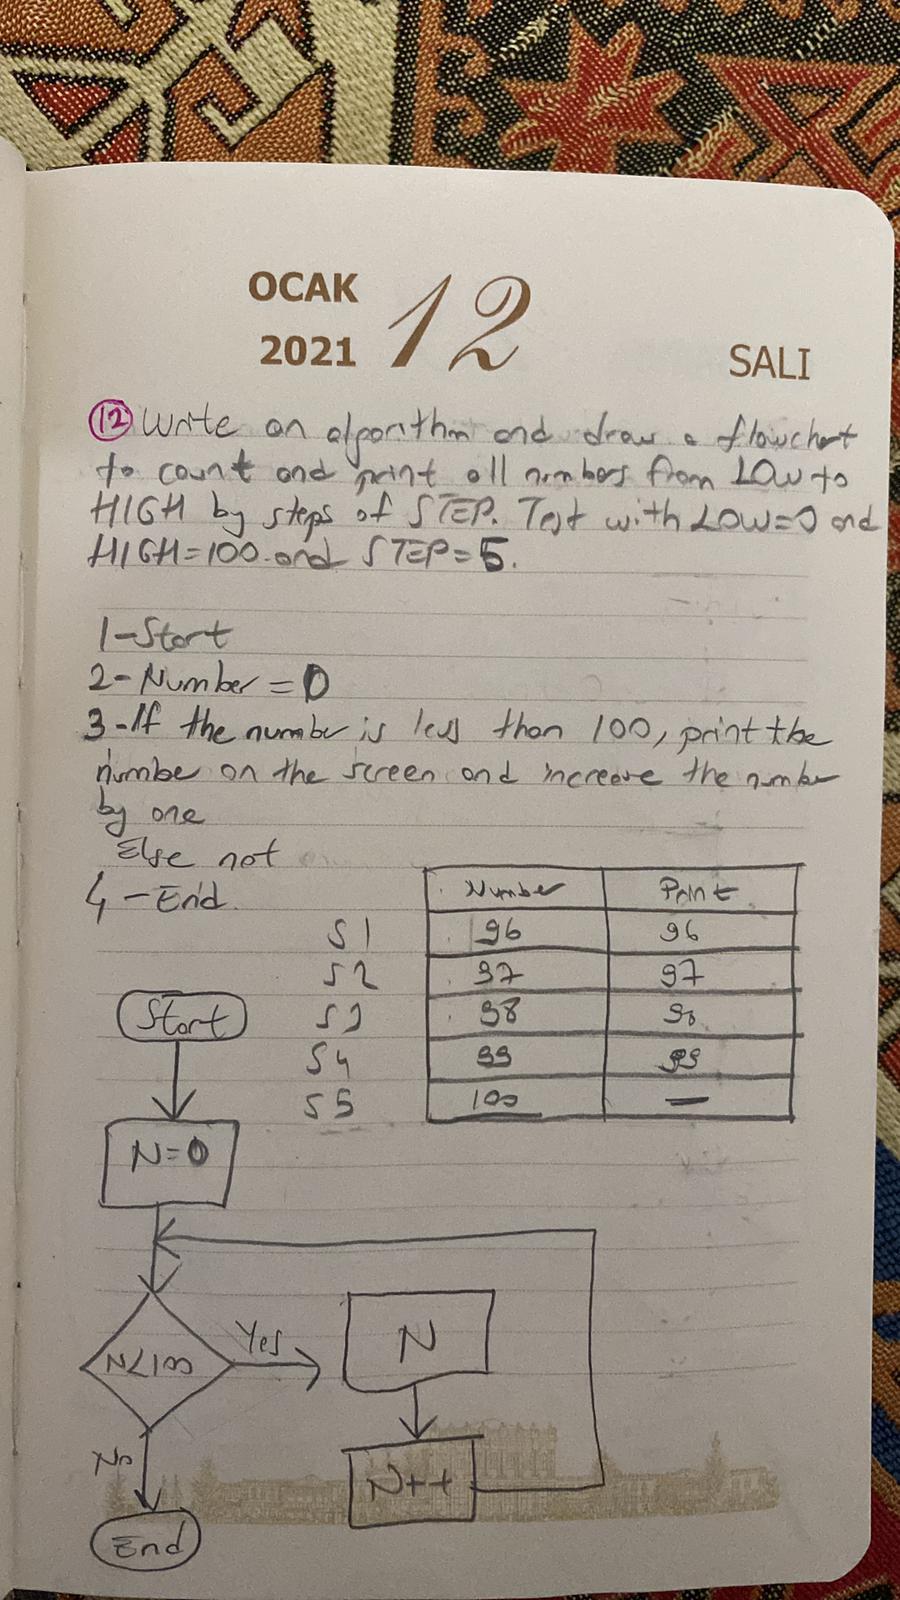 OCAK
2021
12
SALI
12 Write an algorithm and draw a flowchart
to count and print all numbers from LOW to
HIGH by steps of STEP. Test with LOW=0 and
HIGH=100 and STEP=5.
1-Start
2-Number=0
3-If the number is less than 100, print the
number on the screen and increase the number
by one
Else not
4-End.
Number Print
S1 96 96
S2 97 97
S3 98 98
S4 99 99
S5 100 —
Start
N=0
N<100
Yes
N
No
N++
End